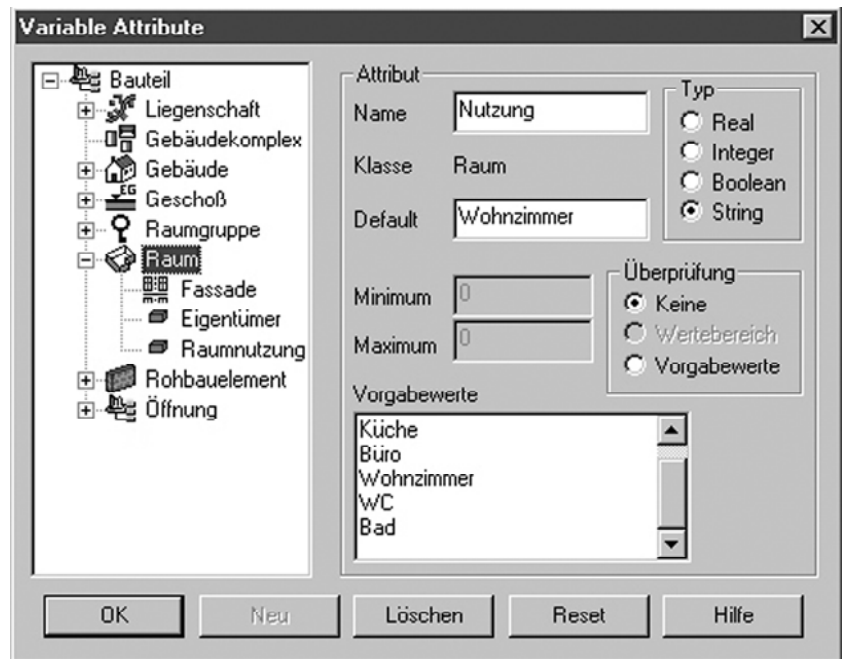 Variable Attribute
Bauteil
Liegenschaft
Gebäudekomplex
Gebäude
EG
Geschoß
Raumgruppe
Raum
Fassade
Eigentümer
Raumnutzung
Rohbauelement
Öffnung
Attribut
Name
Nutzung
Klasse
Raum
Default
Wohnzimmer
Typ
Real
Integer
Boolean
String
Minimum
0
Maximum
0
Überprüfung
Keine
Wertebereich
Vorgabewerte
Vorgabewerte
Küche
Büro
Wohnzimmer
WC
Bad
OK
Neu
Löschen
Reset
Hilfe